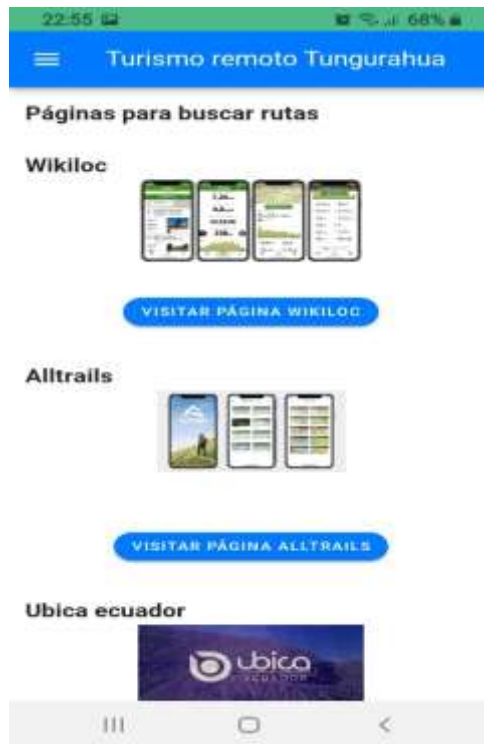 22:55
68%
Turismo remoto Tungurahua
Páginas para buscar rutas
Wikiloc
VISITAR PÁGINA WIKILOC
Alltrails
VISITAR PÁGINA ALLTRAILS
Ubica ecuador
ubica
ECUADOR